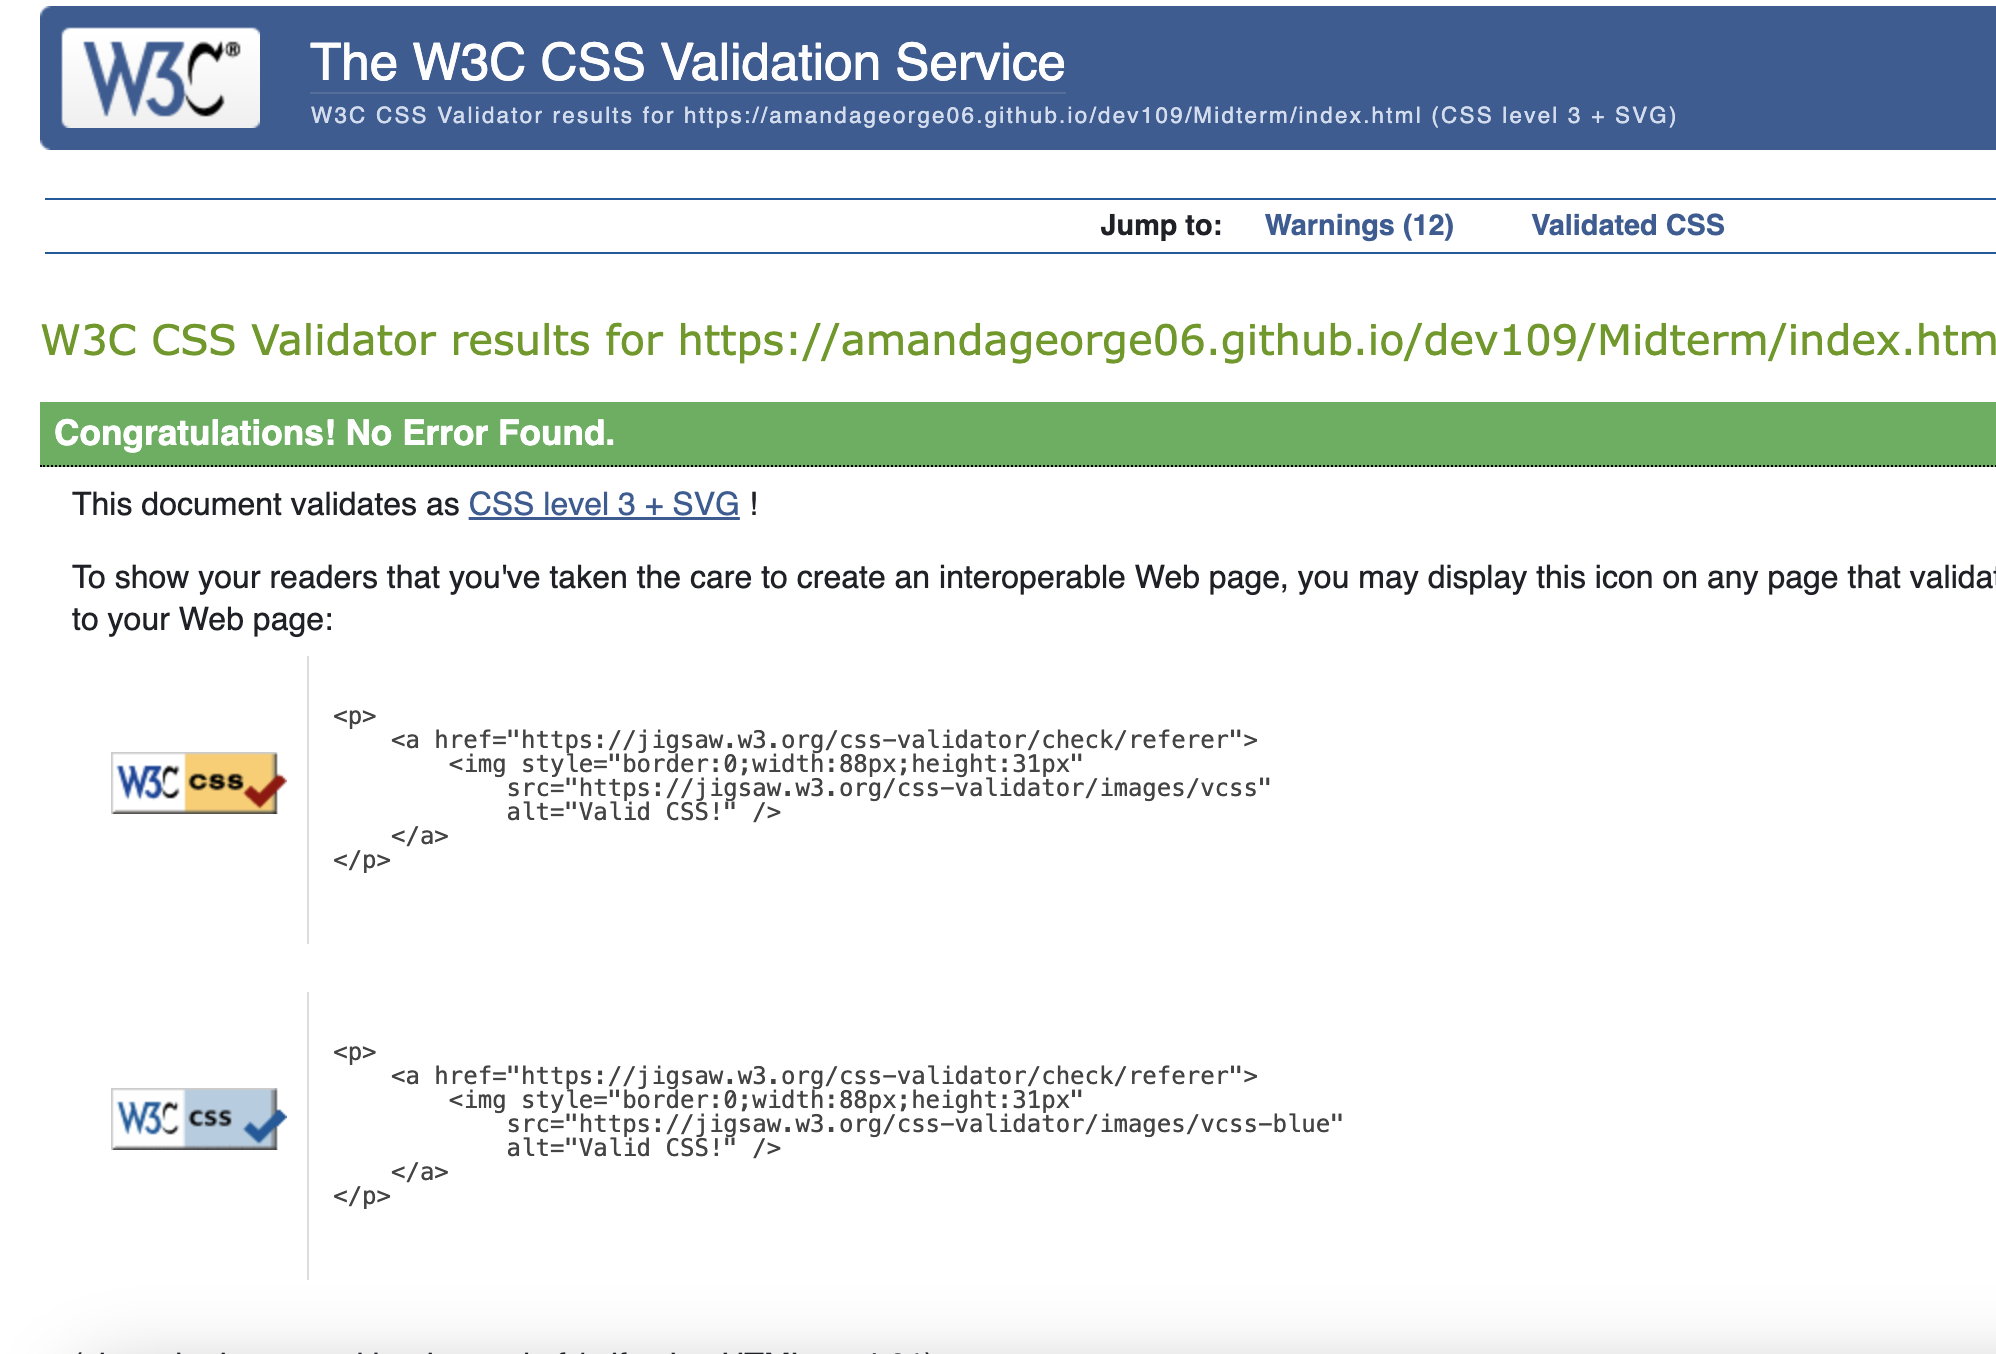 W3C®
The W3C CSS Validation Service
W3C CSS Validator results for https://amandageorge06.github.io/dev109/Midterm/index.html (CSS level 3 + SVG)
Jump to: Warnings (12) Validated CSS
W3C CSS Validator results for https://amandageorge06.github.io/dev109/Midterm/index.htm
Congratulations! No Error Found.
This document validates as CSS level 3 + SVG !
To show your readers that you've taken the care to create an interoperable Web page, you may display this icon on any page that valida
to your Web page:
W3C css
<p>
<a href="https://jigsaw.w3.org/css-validator/check/referer">
<img style="border:0;width:88px;height:31px"
src="https://jigsaw.w3.org/css-validator/images/vcss"
alt="Valid CSS!" />
</a>
</p>
W3C css
<p>
<a href="https://jigsaw.w3.org/css-validator/check/referer">
<img style="border:0;width:88px;height:31px"
src="https://jigsaw.w3.org/css-validator/images/vcss-blue"
alt="Valid CSS!" />
</a>
</p>